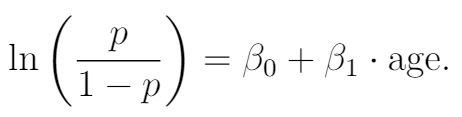 ln(p / (1 − p)) = β₀ + β₁ · age.